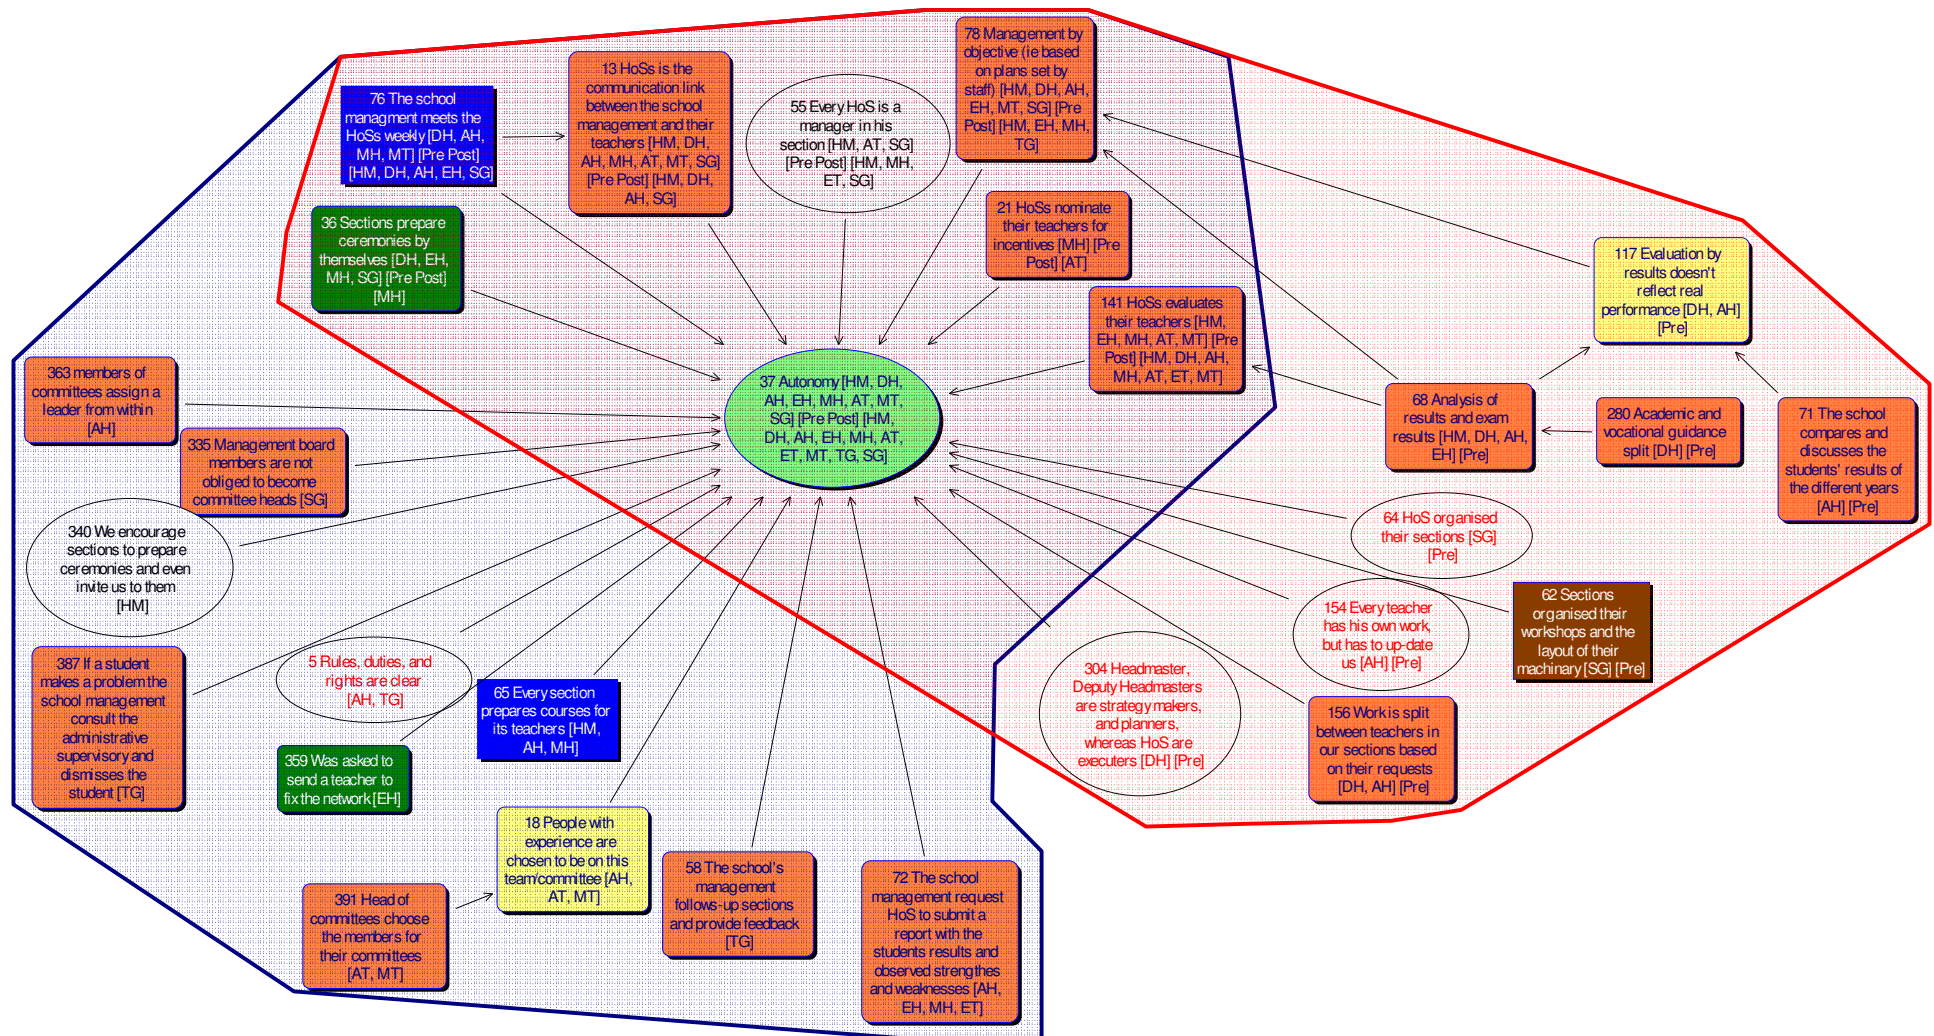 78 Management by
objective (ie based
on plans set by
staff) [HM, DH, AH,
EH, MT, SG] [Pre
Post] [HM, EH, MH,
TG]
13 HoSs is the
communication link
between the school
management and their
teachers [HM, DH,
AH, MH, AT, MT, SG]
[Pre Post] [HM, DH,
AH, SG]
76 The school
managment meets the
HoSs weekly [DH, AH,
MH, MT] [Pre Post]
[HM, DH, AH, EH, SG]
55 Every HoS is a
manager in his
section [HM, AT, SG]
[Pre Post] [HM, MH,
ET, SG]
36 Sections prepare
ceremonies by
themselves [DH, EH,
MH, SG] [Pre Post]
[MH]
21 HoSs nominate
their teachers for
incentives [MH] [Pre
Post] [AT]
117 Evaluation by
results doesn't
reflect real
performance [DH, AH]
[Pre]
141 HoSs evaluates
their teachers [HM,
EH, MH, AT, MT] [Pre
Post] [HM, DH, AH,
MH, AT, ET, MT]
363 members of
committees assign a
leader from within
[AH]
37 Autonomy [HM, DH,
AH, EH, MH, AT, MT,
SG] [Pre Post] [HM,
DH, AH, EH, MH, AT,
ET, MT, TG, SG]
68 Analysis of
results and exam
results [HM, DH, AH,
EH] [Pre]
280 Academic and
vocational guidance
split [DH] [Pre]
71 The school
compares and
discusses the
students' results of
the different years
[AH] [Pre]
335 Management board
members are not
obliged to become
committee heads [SG]
340 We encourage
sections to prepare
ceremonies and even
invite us to them
[HM]
64 HoS organised
their sections [SG]
[Pre]
62 Sections
organised their
workshops and the
layout of their
machinary [SG] [Pre]
154 Every teacher
has his own work,
but has to up-date
us [AH] [Pre]
387 If a student
makes a problem the
school management
consult the
administrative
supervisory and
dismisses the
student [TG]
5 Rules, duties, and
rights are clear
[AH, TG]
65 Every section
prepares courses for
its teachers [HM,
AH, MH]
304 Headmaster,
Deputy Headmasters
are strategy makers,
and planners,
whereas HoS are
executers [DH] [Pre]
156 Work is split
between teachers in
our sections based
on their requests
[DH, AH] [Pre]
359 Was asked to
send a teacher to
fix the network [EH]
18 People with
experience are
chosen to be on this
team/committee [AH,
AT, MT]
58 The school's
management
follows-up sections
and provide feedback
[TG]
72 The school
management request
HoS to submit a
report with the
students results and
observed strengthes
and weaknesses [AH,
EH, MH, ET]
391 Head of
committees choose
the members for
their committees
[AT, MT]